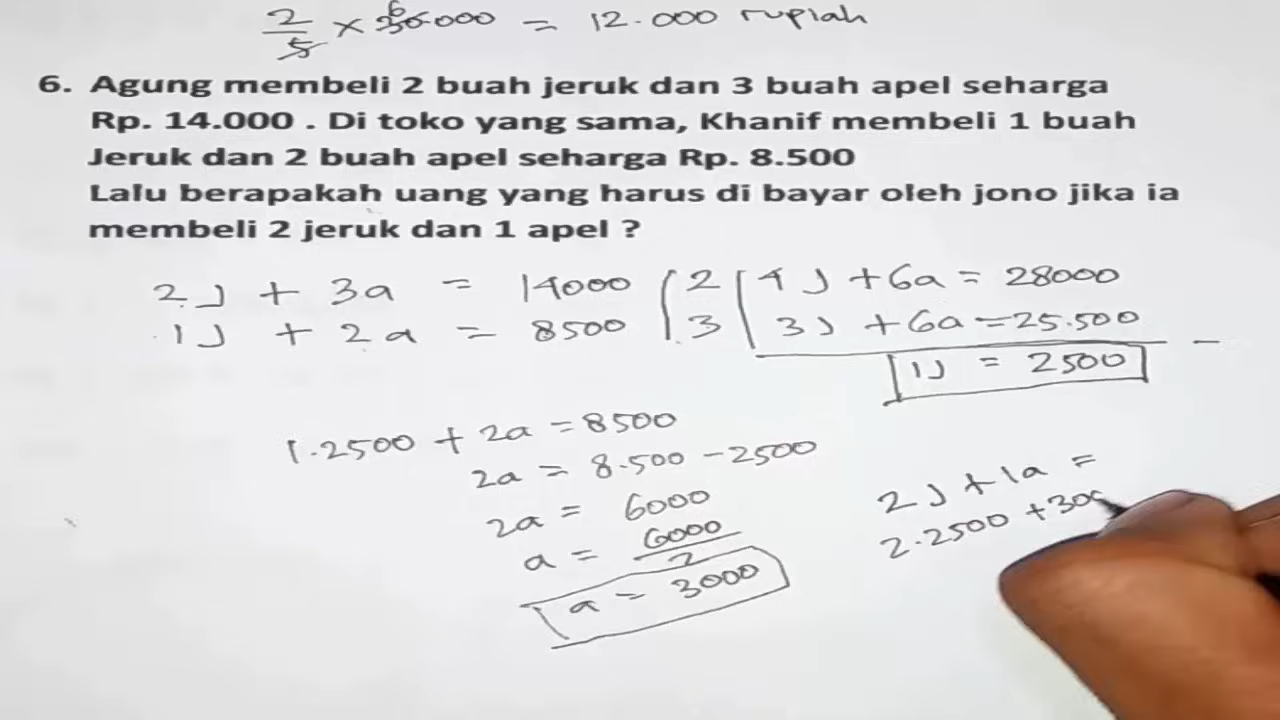 2/5 × 30.000 = 12.000 rupiah
6
6. Agung membeli 2 buah jeruk dan 3 buah apel seharga
Rp. 14.000 . Di toko yang sama, Khanif membeli 1 buah
Jeruk dan 2 buah apel seharga Rp. 8.500
Lalu berapakah uang yang harus di bayar oleh jono jika ia
membeli 2 jeruk dan 1 apel ?
2J + 3a = 14000 | 2 | 4J + 6a = 28000
1J + 2a = 8500 | 3 | 3J + 6a = 25.500
1J = 2500
1.2500 + 2a = 8500
2a = 8.500 - 2500
2a = 6000
a = 6000/2
a = 3000
2J + 1a =
2.2500 + 300